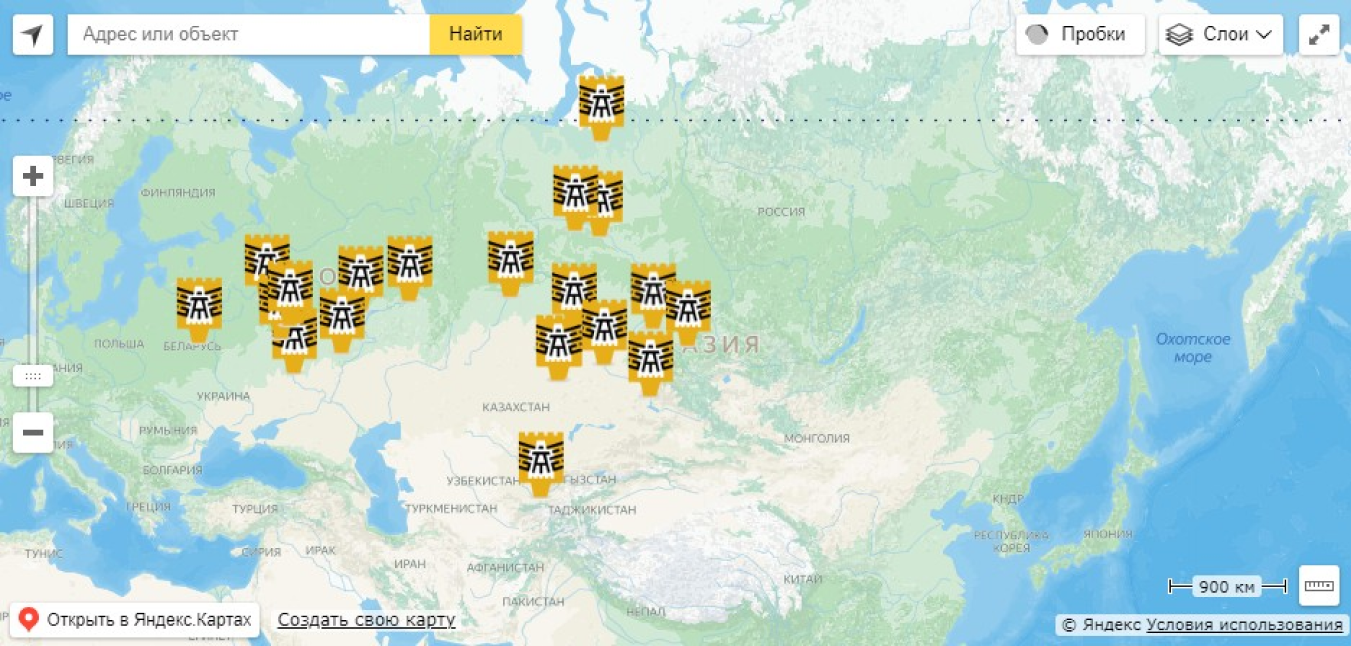 Адрес или объект
Найти
Пробки
Слои
ВЕГИЯ
ШВЕЦИЯ
ФИНЛЯНДИЯ
РОССИЯ
ПОЛЬША
БЕЛАРУСЬ
УКРАИНА
АЗИЯ
Охотское
море
КАЗАХСТАН
РУМЫНИЯ
МОНГОЛИЯ
БОЛГАРИЯ
УЗБЕКИСТАН
ГЫЗСТАН
ГРЕЦИЯ
ТУРЦИЯ
ТУРКМЕНИСТАН
ТАДЖИКИСТАН
КНДР
РЕСПУБЛИКА
КОРЕЯ
ЯПОНИЯ
ТУНИС
СИРИЯ
ИРАК
ИРАН
АФГАНИСТАН
КИТАЙ
900 км
ПАКИСТАН
НЕПАЛ
Открыть в Яндекс.Картах
Создать свою карту
© Яндекс Условия использования